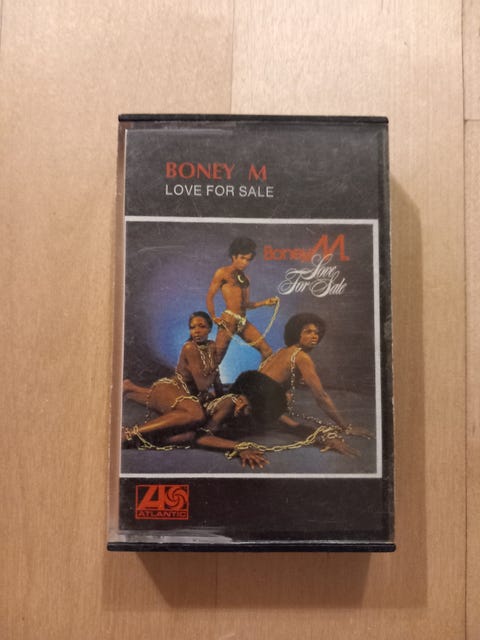 BONEY M
LOVE FOR SALE
Boney M.
Love
For Sale
ATLANTIC